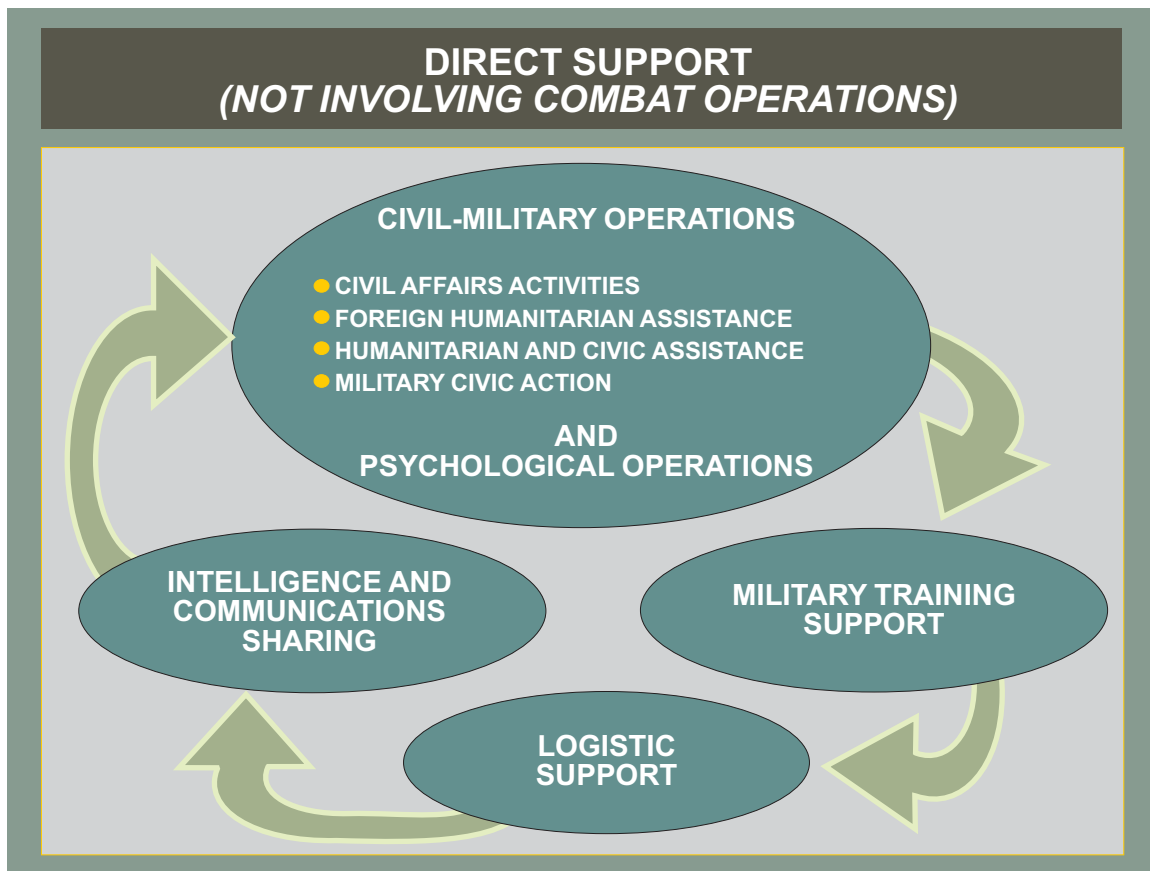 DIRECT SUPPORT
(NOT INVOLVING COMBAT OPERATIONS)
CIVIL-MILITARY OPERATIONS
CIVIL AFFAIRS ACTIVITIES
FOREIGN HUMANITARIAN ASSISTANCE
HUMANITARIAN AND CIVIC ASSISTANCE
MILITARY CIVIC ACTION
AND
PSYCHOLOGICAL OPERATIONS
INTELLIGENCE AND
COMMUNICATIONS
SHARING
MILITARY TRAINING
SUPPORT
LOGISTIC
SUPPORT